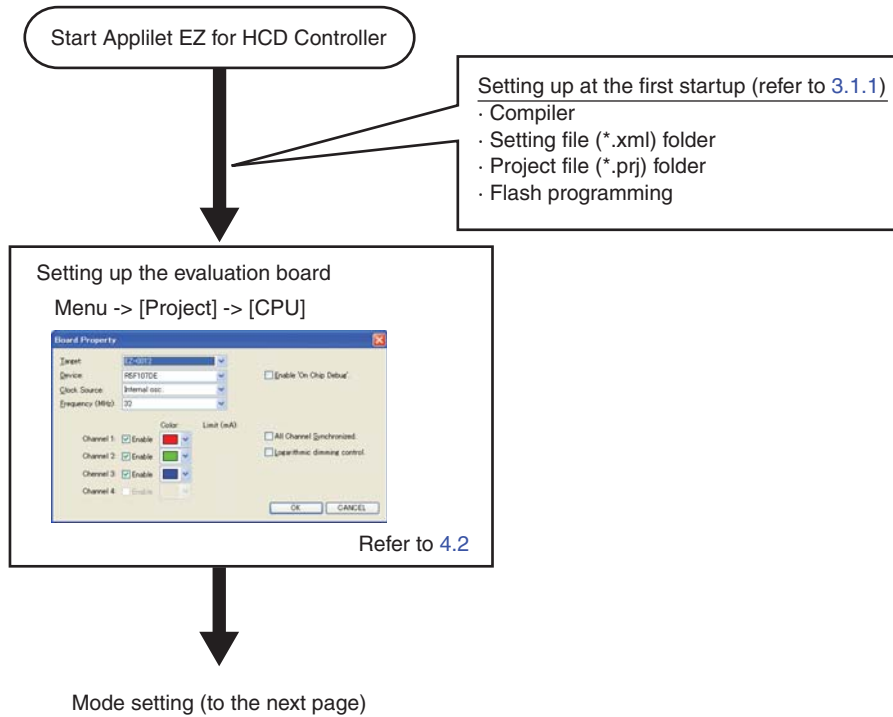 Start Applilet EZ for HCD Controller
Setting up at the first startup (refer to 3.1.1)
· Compiler
· Setting file (*.xml) folder
· Project file (*.prj) folder
· Flash programming
Setting up the evaluation board
Menu -> [Project] -> [CPU]
Board Property
Target: EZ-0012
Device: R5F107DE
Enable 'On Chip Debug'.
Clock Source: Internal osc.
Frequency (MHz): 32
Color Limit (mA)
Channel 1: Enable
All Channel Synchronized.
Channel 2: Enable
Logarithmic dimming control.
Channel 3: Enable
Channel 4: Enable
OK CANCEL
Refer to 4.2
Mode setting (to the next page)